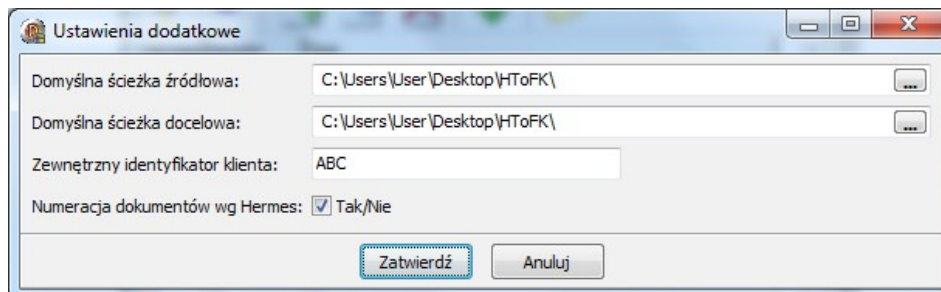 Ustawienia dodatkowe
Domyślna ścieżka źródłowa: C:\Users\User\Desktop\HToFK\ ...
Domyślna ścieżka docelowa: C:\Users\User\Desktop\HToFK\ ...
Zewnętrzny identyfikator klienta: ABC
Numeracja dokumentów wg Hermes: Tak/Nie
Zatwierdź Anuluj